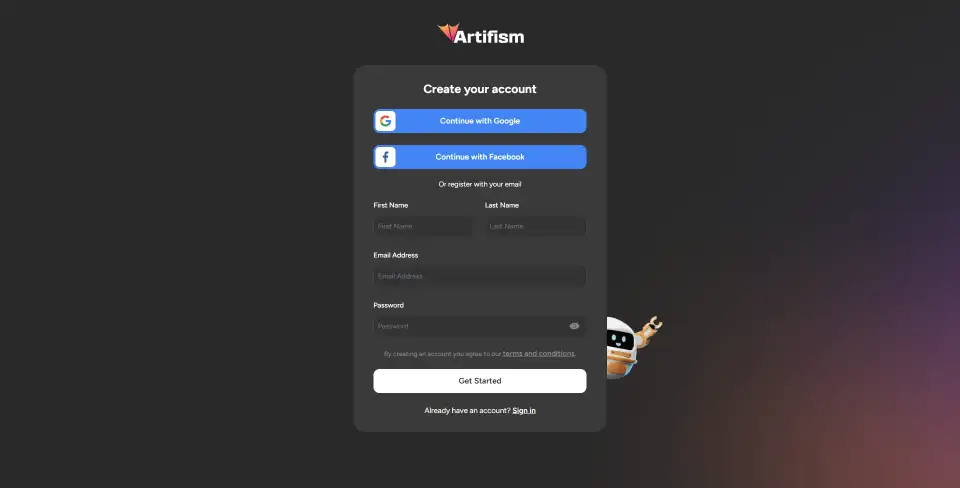 Artifism
Create your account
Continue with Google
Continue with Facebook
Or register with your email
First Name
Last Name
First Name
Last Name
Email Address
Email Address
Password
Password
By creating an account you agree to our terms and conditions.
Get Started
Already have an account? Sign in